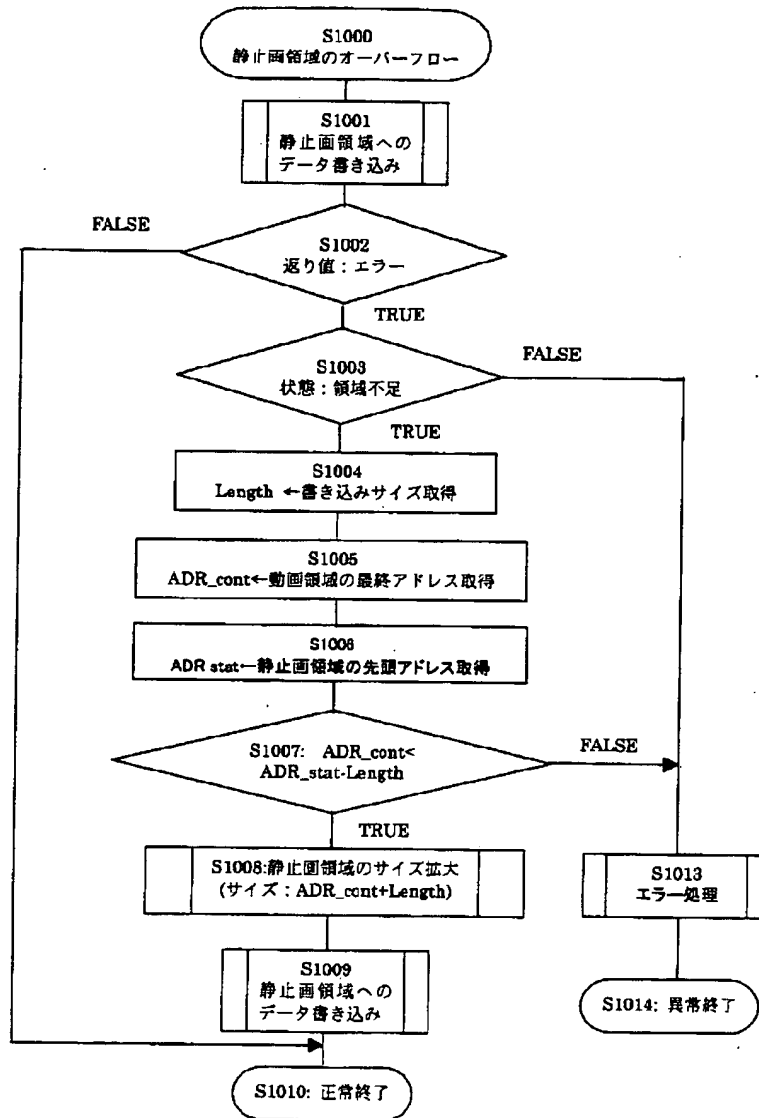 S1000
静止画領域のオーバーフロー
S1001
静止画領域への
データ書き込み
FALSE
S1002
返り値：エラー
TRUE
S1003
状態：領域不足
FALSE
TRUE
S1004
Length ←書き込みサイズ取得
S1005
ADR_cont←動画領域の最終アドレス取得
S1006
ADR stat←静止画領域の先頭アドレス取得
S1007: ADR_cont<
ADR_stat-Length
FALSE
TRUE
S1008:静止画領域のサイズ拡大
(サイズ：ADR_cont+Length)
S1013
エラー処理
S1009
静止画領域への
データ書き込み
S1014: 異常終了
S1010: 正常終了